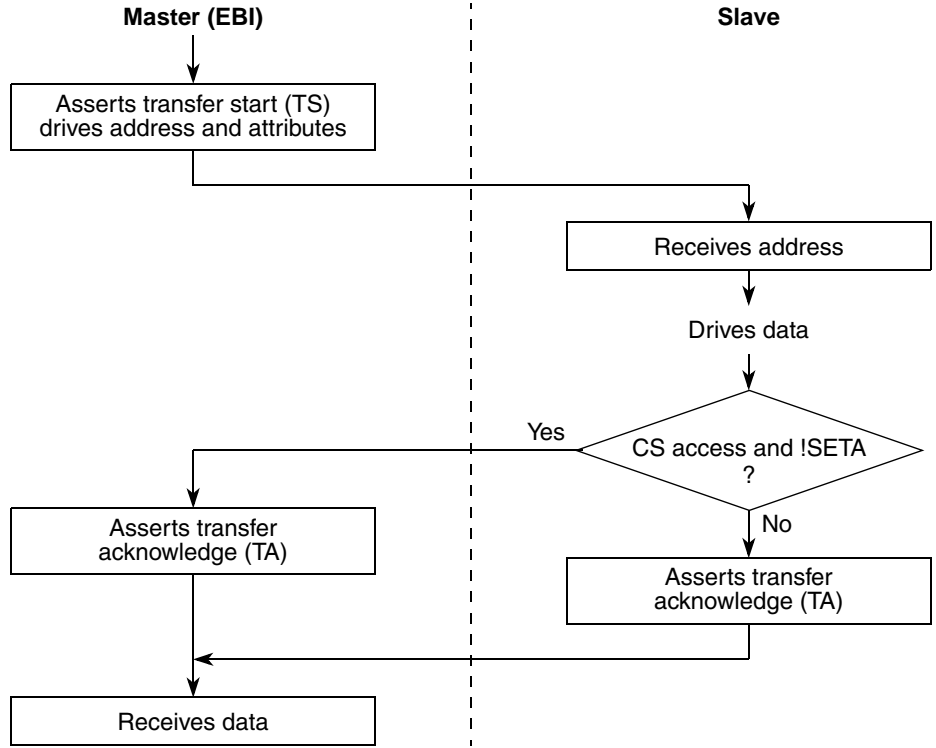 Master (EBI)
Slave
Asserts transfer start (TS)
drives address and attributes
Receives address
Drives data
CS access and !SETA
?
Yes
No
Asserts transfer
acknowledge (TA)
Asserts transfer
acknowledge (TA)
Receives data